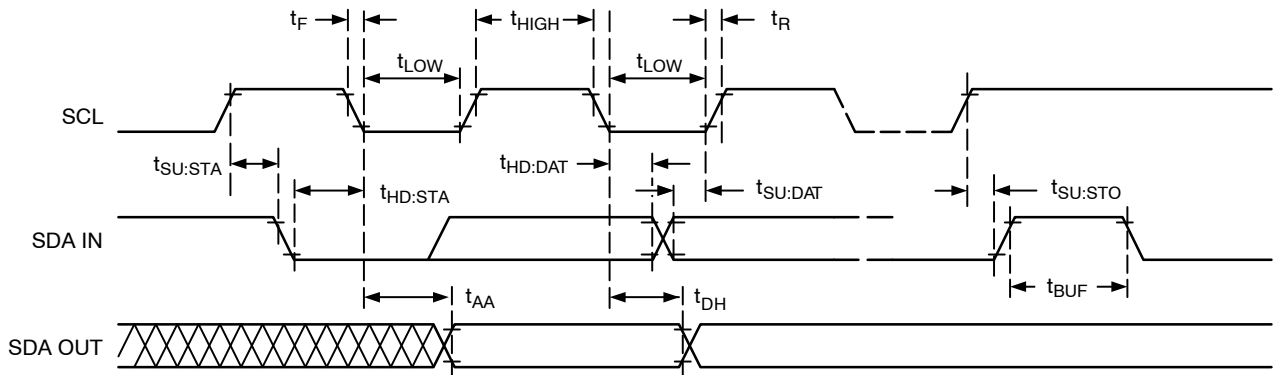 tF
tHIGH
tR
tLOW
tLOW
SCL
tSU:STA
tHD:STA
tHD:DAT
tSU:DAT
tSU:STO
SDA IN
tBUF
tAA
tDH
SDA OUT